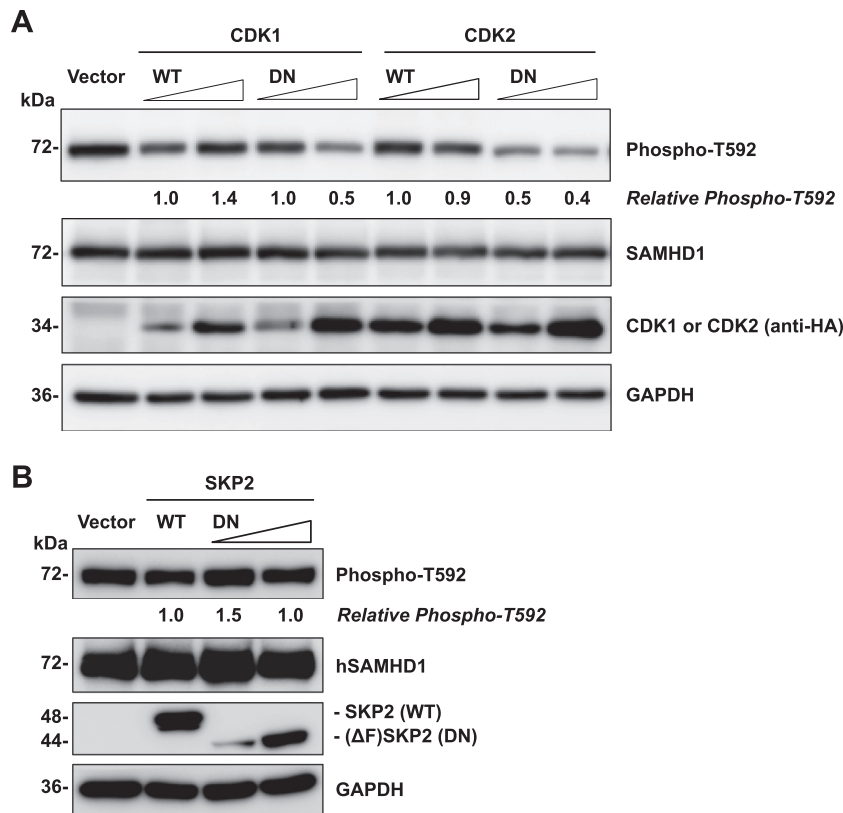 A
CDK1 CDK2
Vector WT DN WT DN
kDa
72- Phospho-T592
1.0 1.4 1.0 0.5 1.0 0.9 0.5 0.4 Relative Phospho-T592
72- SAMHD1
34- CDK1 or CDK2 (anti-HA)
36- GAPDH
B
SKP2
Vector WT DN
kDa
72- Phospho-T592
1.0 1.5 1.0 Relative Phospho-T592
72- hSAMHD1
48- - SKP2 (WT)
44- - (ΔF)SKP2 (DN)
36- GAPDH